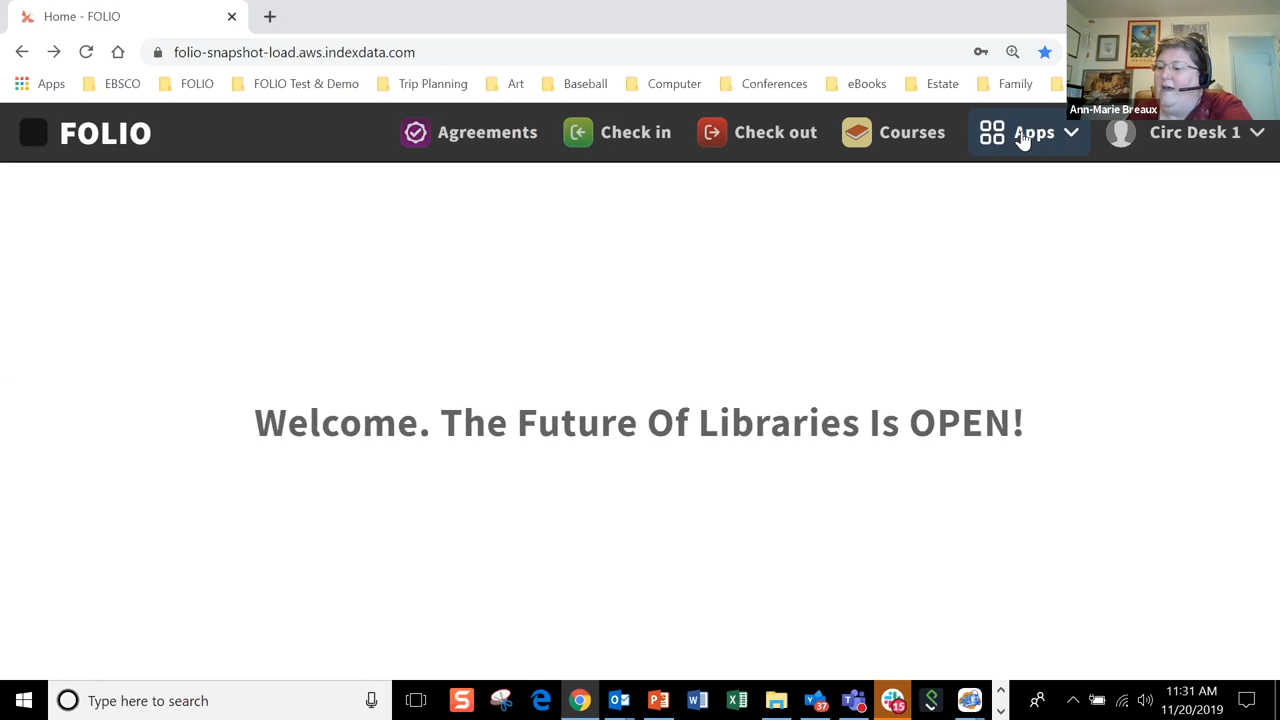 Home - FOLIO
folio-snapshot-load.aws.indexdata.com
Apps EBSCO FOLIO FOLIO Test & Demo Trip Planning Art Baseball Computer Conferences eBooks Estate Family
Ann-Marie Breaux
FOLIO Agreements Check in Check out Courses Apps Circ Desk 1
Welcome. The Future Of Libraries Is OPEN!
Type here to search
37
15
11:31 AM
11/20/2019